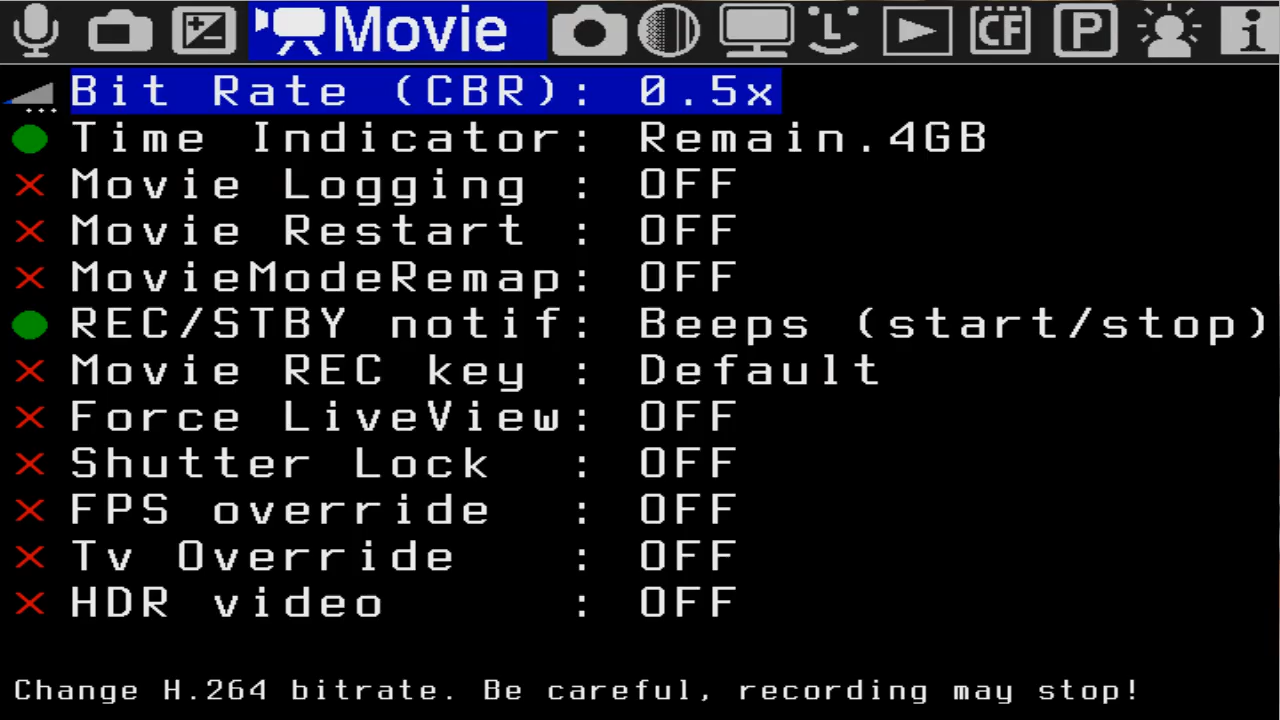 Movie
L
CF
P
i
Bit Rate (CBR): 0.5x
Time Indicator: Remain.4GB
Movie Logging : OFF
Movie Restart : OFF
MovieModeRemap: OFF
REC/STBY notif: Beeps (start/stop)
Movie REC key : Default
Force LiveView: OFF
Shutter Lock : OFF
FPS override : OFF
Tv Override : OFF
HDR video : OFF
Change H.264 bitrate. Be careful, recording may stop!